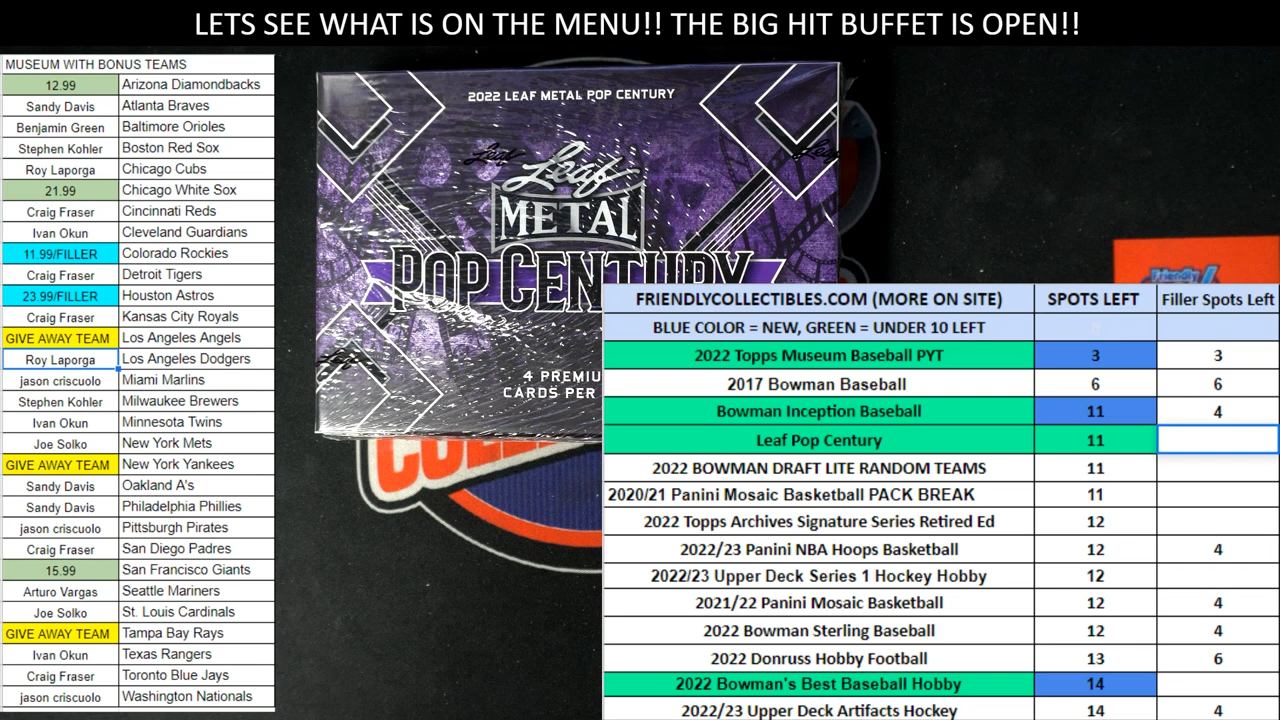 LETS SEE WHAT IS ON THE MENU!! THE BIG HIT BUFFET IS OPEN!!
MUSEUM WITH BONUS TEAMS
12.99 Arizona Diamondbacks
Sandy Davis Atlanta Braves
Benjamin Green Baltimore Orioles
Stephen Kohler Boston Red Sox
Roy Laporga Chicago Cubs
21.99 Chicago White Sox
Craig Fraser Cincinnati Reds
Ivan Okun Cleveland Guardians
11.99/FILLER Colorado Rockies
Craig Fraser Detroit Tigers
23.99/FILLER Houston Astros
Craig Fraser Kansas City Royals
GIVE AWAY TEAM Los Angeles Angels
Roy Laporga Los Angeles Dodgers
jason criscuolo Miami Marlins
Stephen Kohler Milwaukee Brewers
Ivan Okun Minnesota Twins
Joe Solko New York Mets
GIVE AWAY TEAM New York Yankees
Sandy Davis Oakland A's
Sandy Davis Philadelphia Phillies
jason criscuolo Pittsburgh Pirates
Craig Fraser San Diego Padres
15.99 San Francisco Giants
Arturo Vargas Seattle Mariners
Joe Solko St. Louis Cardinals
GIVE AWAY TEAM Tampa Bay Rays
Ivan Okun Texas Rangers
Craig Fraser Toronto Blue Jays
jason criscuolo Washington Nationals
2022 LEAF METAL POP CENTURY
Leaf
METAL
POP CENTURY
4 PREMIU
CARDS PER
Friendly
FRIENDLYCOLLECTIBLES.COM (MORE ON SITE) SPOTS LEFT Filler Spots Left
BLUE COLOR = NEW, GREEN = UNDER 10 LEFT
2022 Topps Museum Baseball PYT 3 3
2017 Bowman Baseball 6 6
Bowman Inception Baseball 11 4
Leaf Pop Century 11
2022 BOWMAN DRAFT LITE RANDOM TEAMS 11
2020/21 Panini Mosaic Basketball PACK BREAK 11
2022 Topps Archives Signature Series Retired Ed 12
2022/23 Panini NBA Hoops Basketball 12 4
2022/23 Upper Deck Series 1 Hockey Hobby 12
2021/22 Panini Mosaic Basketball 12 4
2022 Bowman Sterling Baseball 12 4
2022 Donruss Hobby Football 13 6
2022 Bowman's Best Baseball Hobby 14
2022/23 Upper Deck Artifacts Hockey 14 4